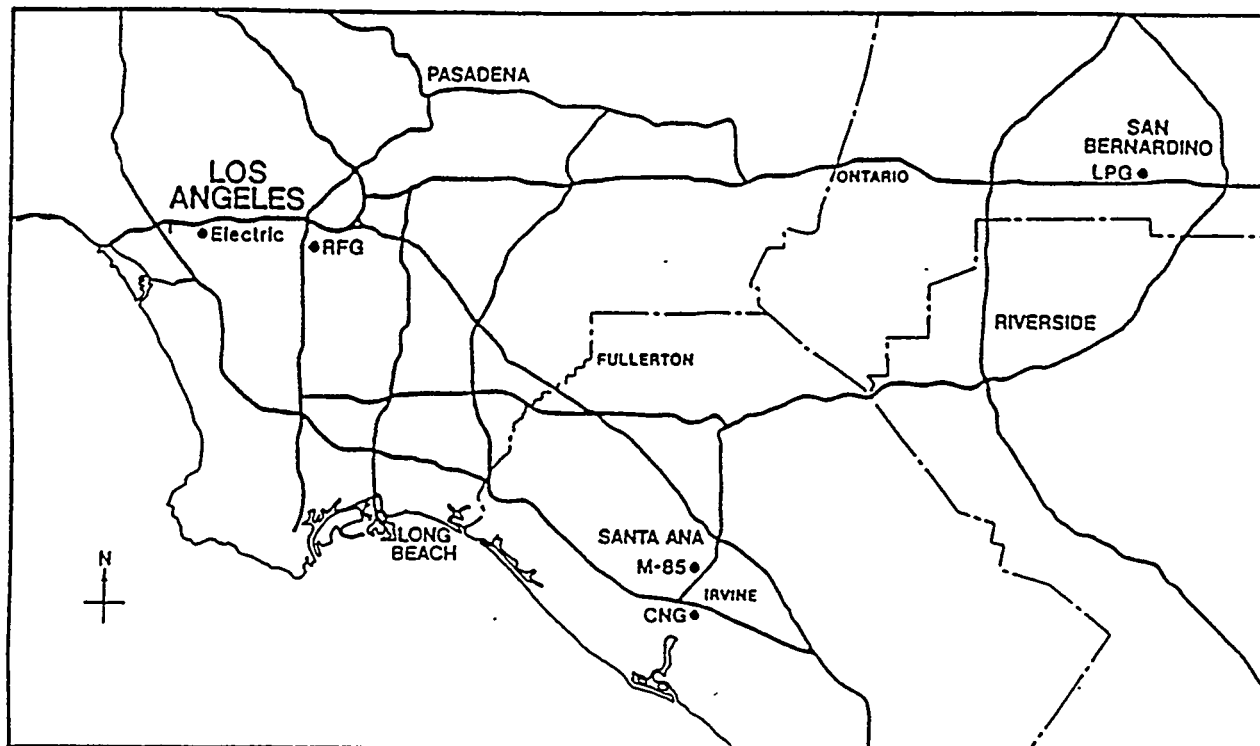 PASADENA
SAN
BERNARDINO
LPG
LOS
ANGELES
ONTARIO
Electric
RFG
RIVERSIDE
FULLERTON
LONG
BEACH
SANTA ANA
M-85
N
IRVINE
CNG